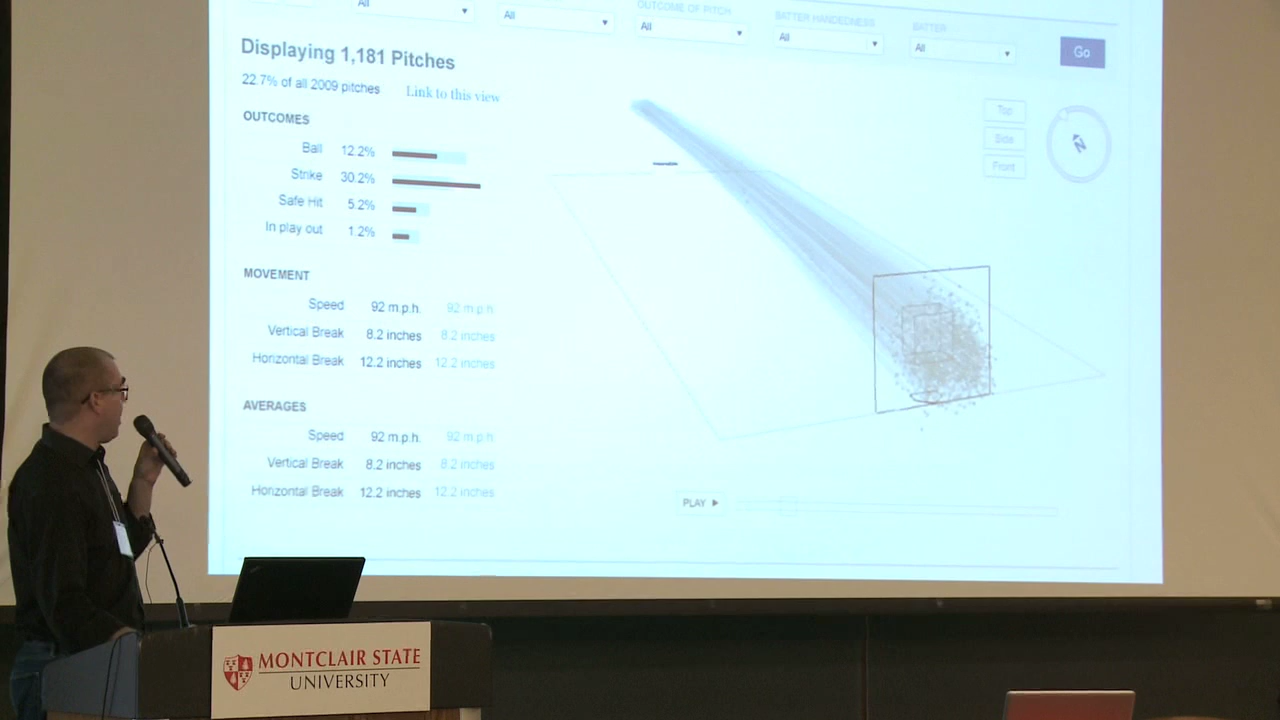 All
All
OUTCOME OF PITCH
All
BATTER HANDEDNESS
All
BATTER
All
Go
Displaying 1,181 Pitches
22.7% of all 2009 pitches
Link to this view
OUTCOMES
Ball 12.2%
Strike 30.2%
Safe Hit 5.2%
In play out 1.2%
MOVEMENT
Speed 92 m.p.h. 92 m.p.h.
Vertical Break 8.2 inches 8.2 inches
Horizontal Break 12.2 inches 12.2 inches
AVERAGES
Speed 92 m.p.h. 92 m.p.h.
Vertical Break 8.2 inches 8.2 inches
Horizontal Break 12.2 inches 12.2 inches
Top
Side
Front
PLAY
MONTCLAIR STATE
UNIVERSITY